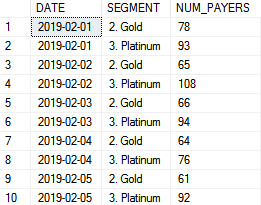 DATE SEGMENT NUM_PAYERS
1 2019-02-01 2. Gold 78
2 2019-02-01 3. Platinum 93
3 2019-02-02 2. Gold 65
4 2019-02-02 3. Platinum 108
5 2019-02-03 2. Gold 66
6 2019-02-03 3. Platinum 94
7 2019-02-04 2. Gold 64
8 2019-02-04 3. Platinum 76
9 2019-02-05 2. Gold 61
10 2019-02-05 3. Platinum 92